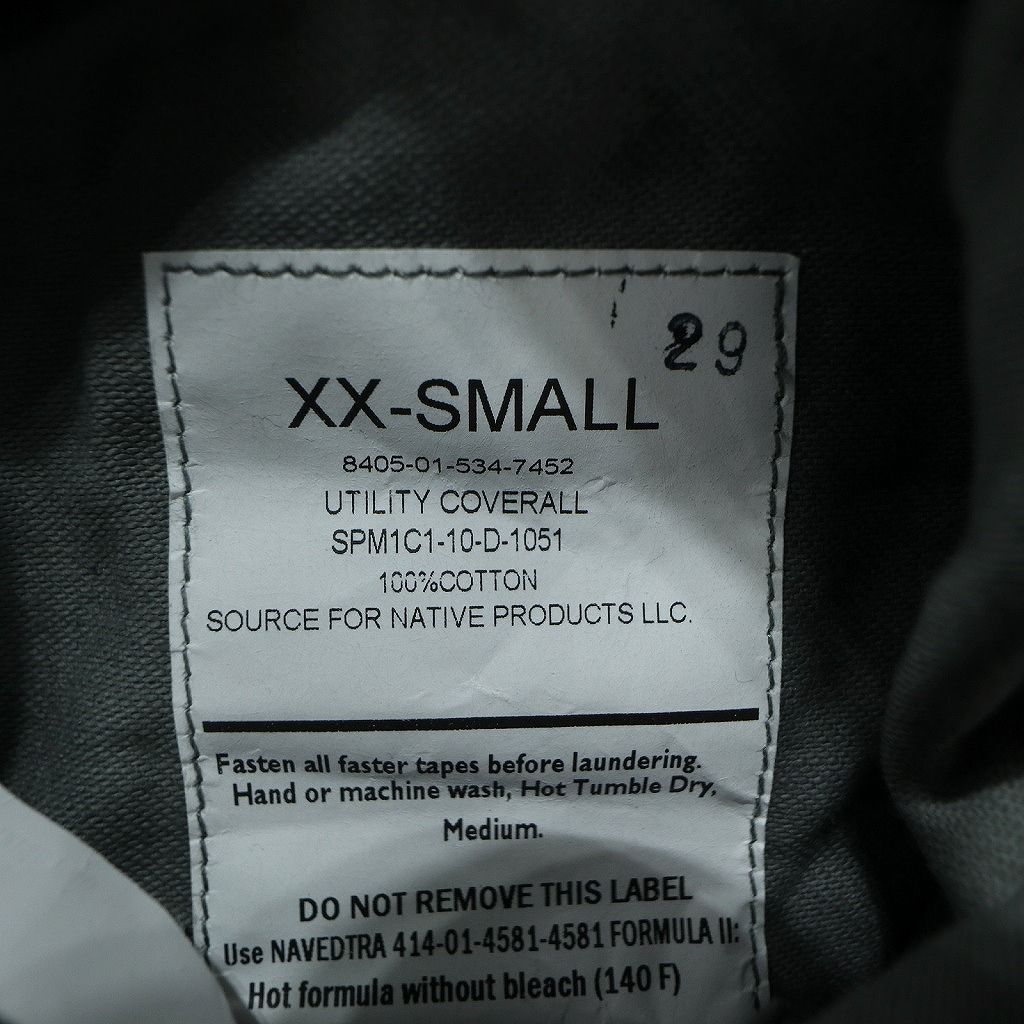 29
XX-SMALL
8405-01-534-7452
UTILITY COVERALL
SPM1C1-10-D-1051
100%COTTON
SOURCE FOR NATIVE PRODUCTS LLC.
Fasten all faster tapes before laundering.
Hand or machine wash, Hot Tumble Dry,
Medium.
DO NOT REMOVE THIS LABEL
Use NAVEDTRA 414-01-4581-4581 FORMULA II:
Hot formula without bleach (140 F)